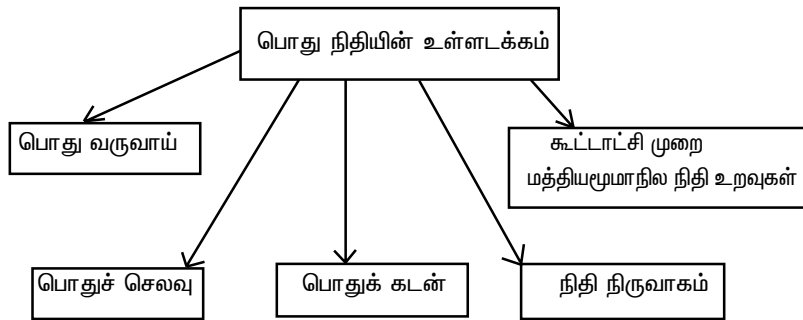 பொது நிதியின் உள்ளடக்கம்
பொது வருவாய்
கூட்டாட்சி முறை
மத்தியமூமாநில நிதி உறவுகள்
பொதுச் செலவு
பொதுக் கடன்
நிதி நிருவாகம்